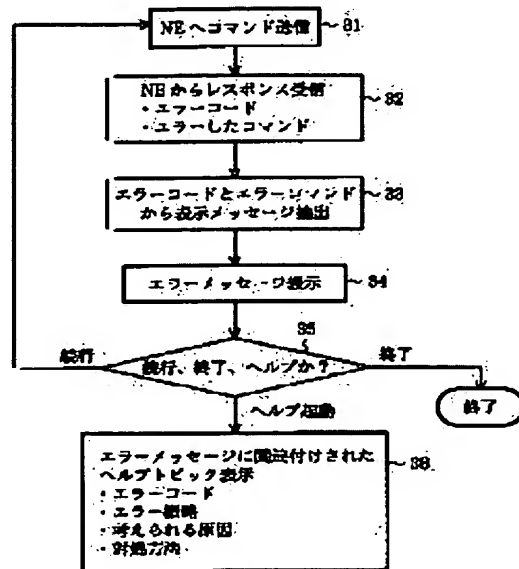 NEへコマンド送信 S1
NEからレスポンス受信 S2
・エラーコード
・エラーしたコマンド
エラーコードとエラーコマンド S3
から表示メッセージ抽出
エラーメッセージ表示 S4
S5
続行 続行、終了、ヘルプか? 終了
終了
ヘルプ起動
エラーメッセージに関連付けされた S6
ヘルプトピック表示
・エラーコード
・エラー概略
・考えられる原因
・対処方法